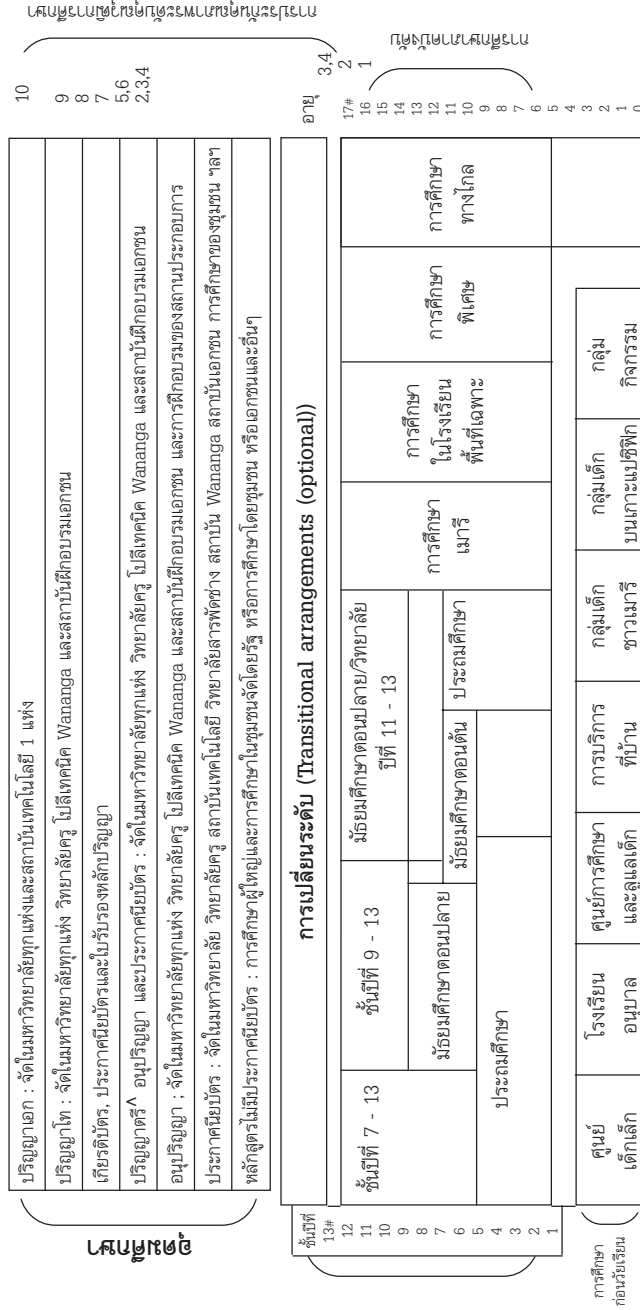 การประกันคุณภาพระดับคุณวุฒิการศึกษา
10
9
8
7
5,6
2,3,4
3,4
2
1
อุดมศึกษา
ปริญญาเอก : จัดในมหาวิทยาลัยทุกแห่งและสถาบันเทคโนโลยี 1 แห่ง
ปริญญาโท : จัดในมหาวิทยาลัยทุกแห่ง วิทยาลัยครู โปลีเทคนิค Wananga และสถาบันฝึกอบรมเอกชน
เกียรติบัตร, ประกาศนียบัตรและใบรับรองหลักปริญญา
ปริญญาตรี^ อนุปริญญา และประกาศนียบัตร : จัดในมหาวิทยาลัยทุกแห่ง วิทยาลัยครู โปลีเทคนิค Wananga และสถาบันฝึกอบรมเอกชน
อนุปริญญา ; จัดในมหาวิทยาลัยทุกแห่ง วิทยาลัยครู โปลีเทคนิค Wananga และสถาบันฝึกอบรมเอกชน และการฝึกอบรมของสถานประกอบการ
ประกาศนียบัตร : จัดในมหาวิทยาลัย วิทยาลัยครู สถาบันเทคโนโลยี วิทยาลัยสารพัดช่าง สถาบัน Wananga สถาบันเอกชน การศึกษาของชุมชน ฯลฯ
หลักสูตรไม่มีประกาศนียบัตร : การศึกษาผู้ใหญ่และการศึกษาในชุมชนจัดโดยรัฐ หรือการศึกษาโดยชุมชน หรือเอกชนและอื่นๆ
การเปลี่ยนระดับ (Transitional arrangements (optional))
อายุ
17#
16
15
14
13
12
11
10
9
8
7
6
5
4
3
2
1
0
การศึกษาภาคบังคับ
ชั้นปีที่
13#
12
11
10
9
8
7
6
5
4
3
2
1
ชั้นปีที่ 7 - 13
ชั้นปีที่ 9 - 13
มัธยมศึกษาตอนปลาย/วิทยาลัย
ปีที่ 11 - 13
มัธยมศึกษาตอนปลาย
มัธยมศึกษาตอนต้น
ประถมศึกษา
ประถมศึกษา
การศึกษา
เมารี
การศึกษา
ในโรงเรียน
พื้นที่เฉพาะ
การศึกษา
พิเศษ
การศึกษา
ทางไกล
การศึกษา
ก่อนวัยเรียน
ศูนย์
เด็กเล็ก
โรงเรียน
อนุบาล
ศูนย์การศึกษา
และดูแลเด็ก
การบริการ
ที่บ้าน
กลุ่มเด็ก
ชาวเมารี
กลุ่มเด็ก
บนเกาะแปซิฟิก
กลุ่ม
กิจกรรม